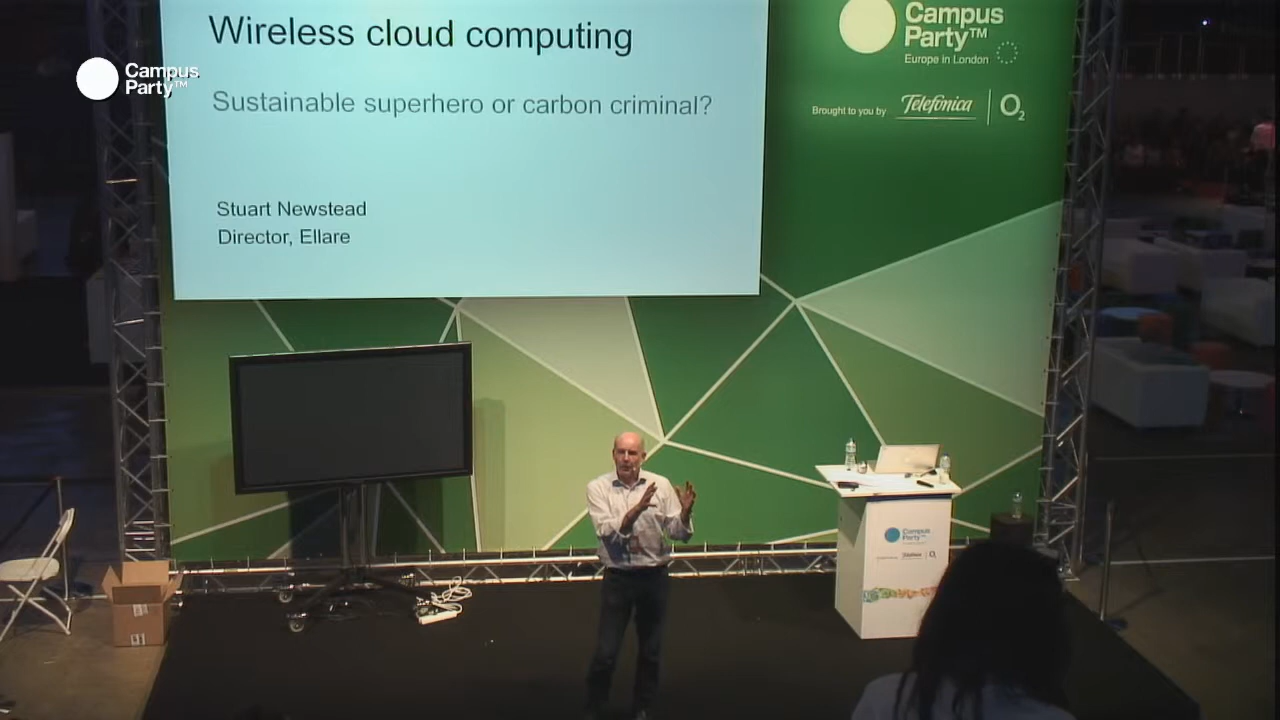 Wireless cloud computing
Sustainable superhero or carbon criminal?
Stuart Newstead
Director, Ellare
Campus
Party™
Campus
Party™
Europe in London
Brought to you by Telefónica O2
Campus
Party